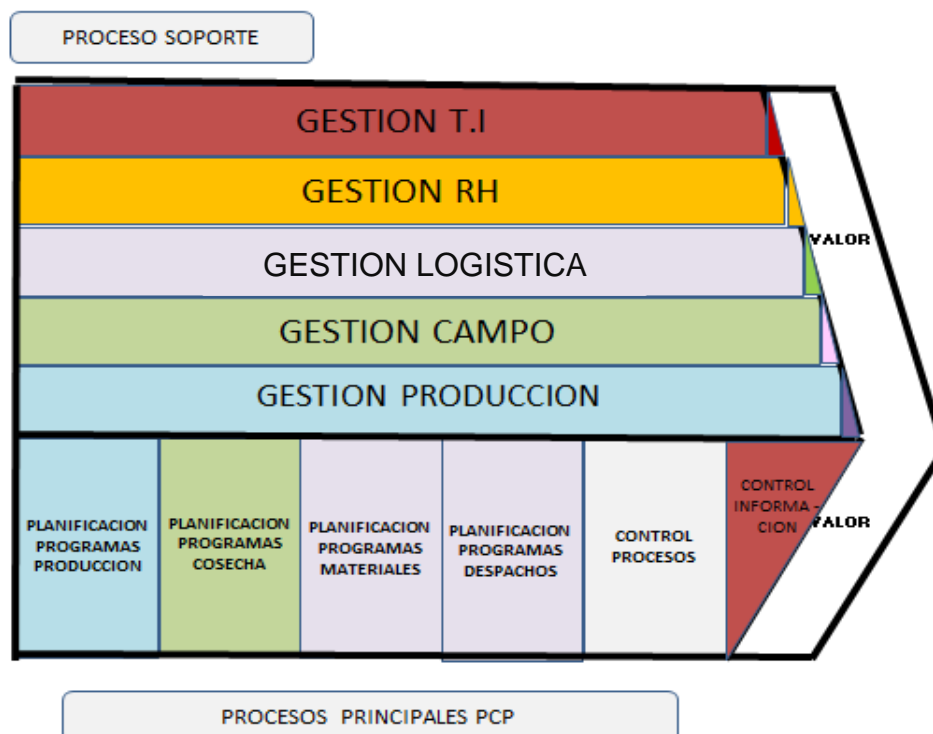 PROCESO SOPORTE
GESTION T.I
GESTION RH
GESTION LOGISTICA
GESTION CAMPO
GESTION PRODUCCION
VALOR
PLANIFICACION
PROGRAMAS
PRODUCCION
PLANIFICACION
PROGRAMAS
COSECHA
PLANIFICACION
PROGRAMAS
MATERIALES
PLANIFICACION
PROGRAMAS
DESPACHOS
CONTROL
PROCESOS
CONTROL
INFORMA -
CION
VALOR
PROCESOS PRINCIPALES PCP